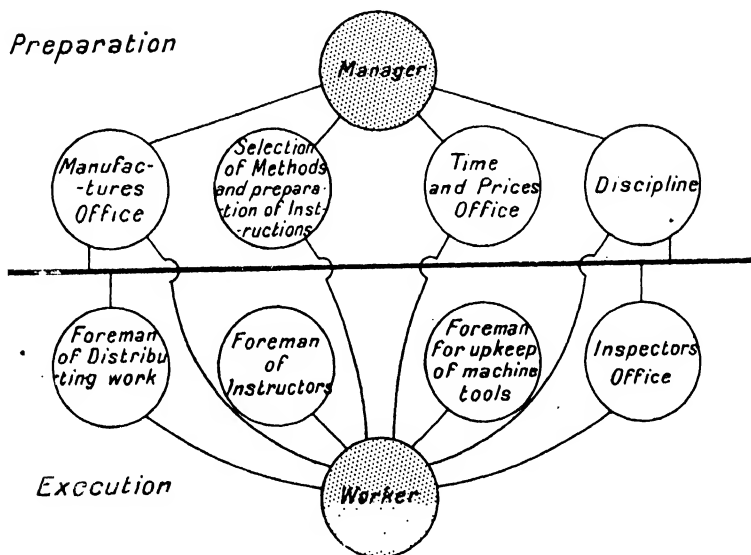 Preparation
Manager
Manufac-
-tures
Office
Selection
of Methods
and prepara-
-tion of Inst-
-ructions
Time
and Prices
Office
Discipline
Foreman
of Distribu
-ting work
Foreman
of
Instructors
Foreman
for upkeep
of machine
tools
Inspectors
Office
Execution
Worker